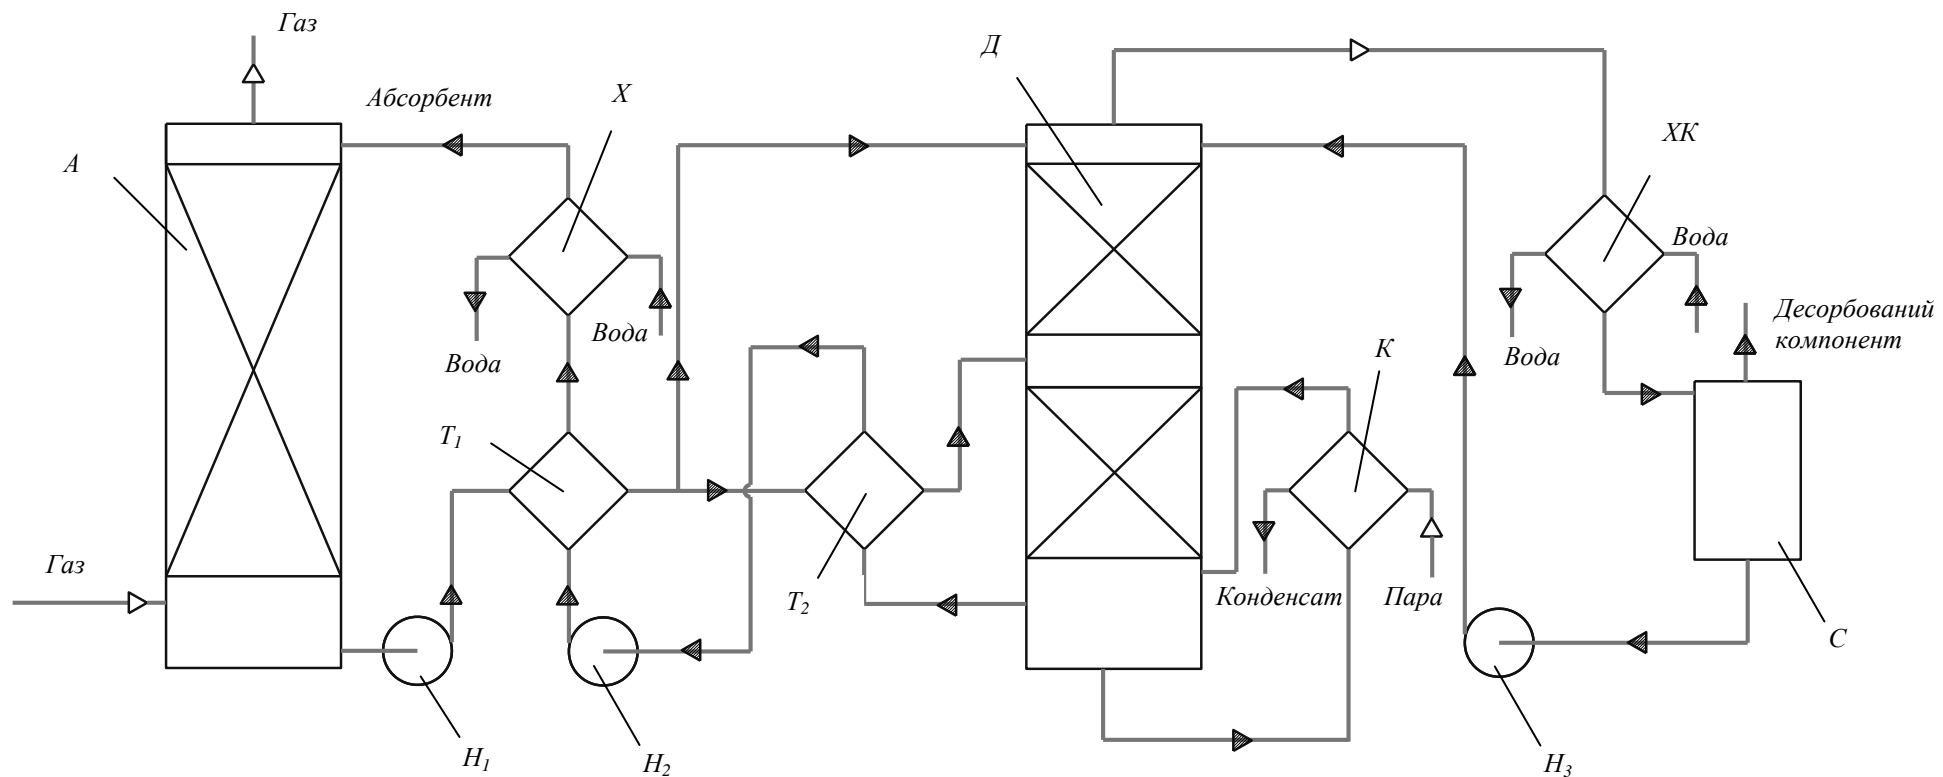 Газ
Д
Абсорбент
Х
ХК
А
Вода
Десорбований
компонент
Вода
Вода
Вода
К
Т1
Газ
Т2
Конденсат
Пара
С
Н1
Н2
Н3